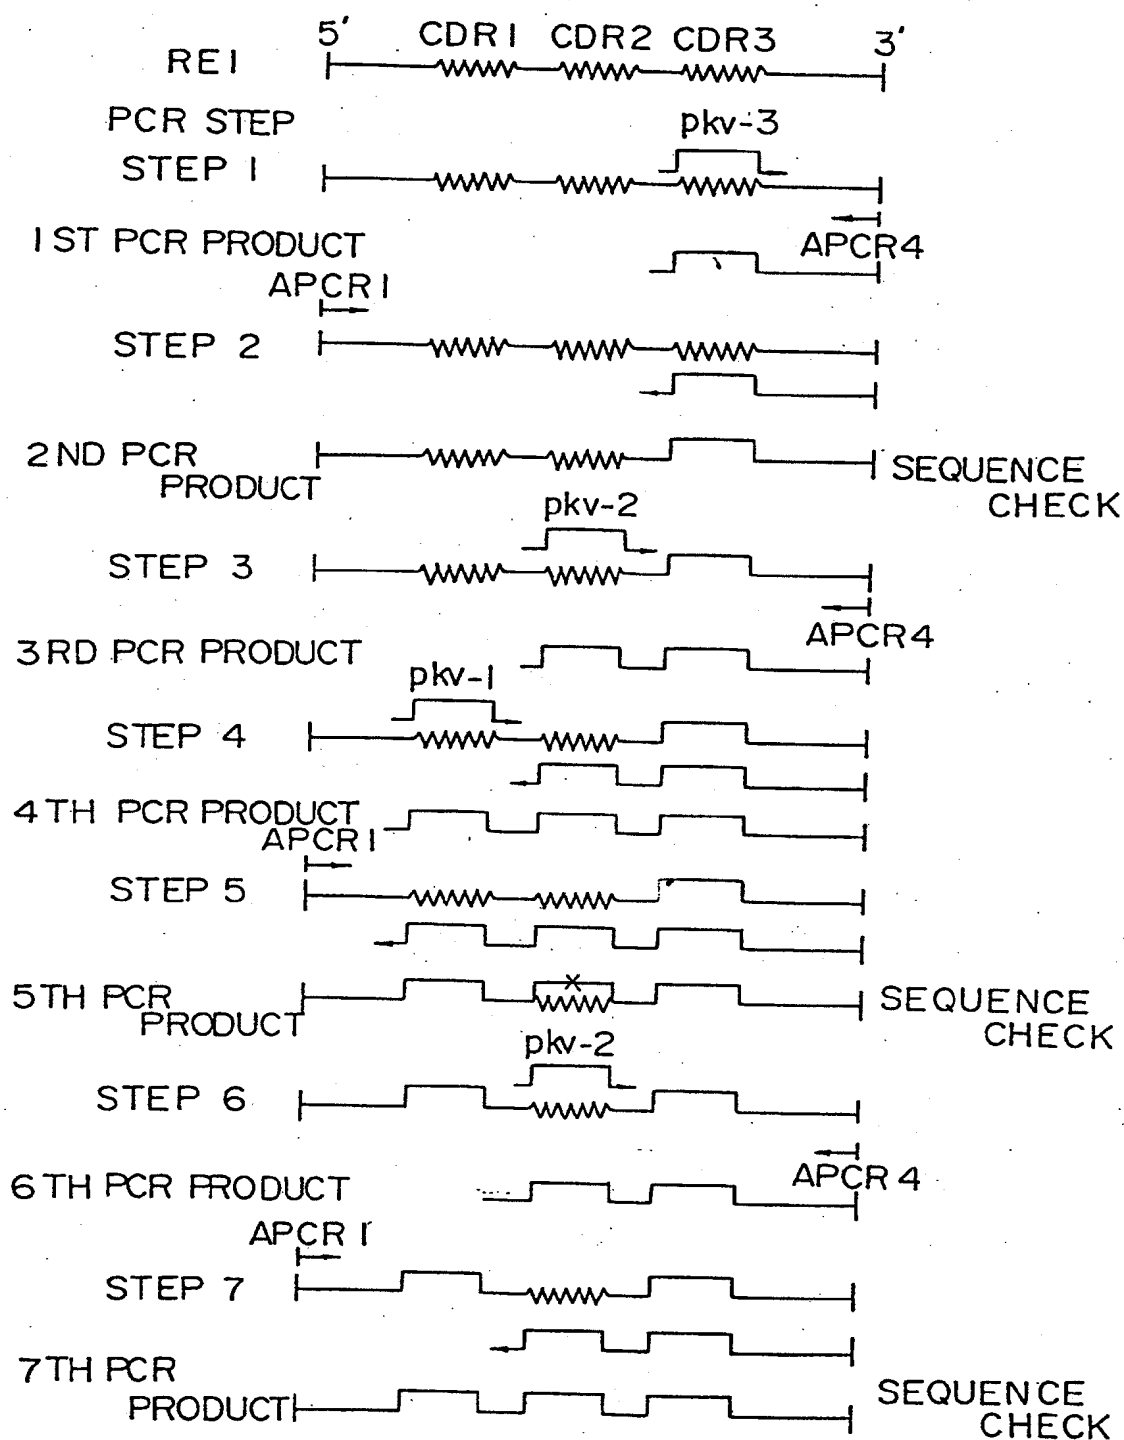 5' CDR1 CDR2 CDR3 3'
RE1
PCR STEP
pkv-3
STEP 1
1ST PCR PRODUCT
APCR4
APCR1
STEP 2
2ND PCR PRODUCT
SEQUENCE CHECK
pkv-2
STEP 3
APCR4
3RD PCR PRODUCT
pkv-1
STEP 4
4TH PCR PRODUCT
APCR1
STEP 5
5TH PCR PRODUCT
×
SEQUENCE CHECK
pkv-2
STEP 6
APCR4
6TH PCR PRODUCT
APCR1
STEP 7
7TH PCR PRODUCT
SEQUENCE CHECK